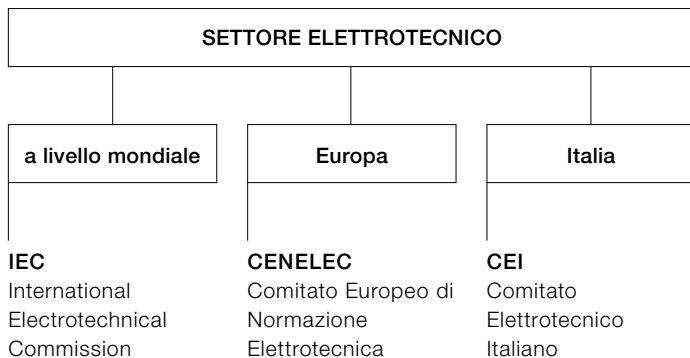 SETTORE ELETTROTECNICO
a livello mondiale
Europa
Italia
IEC
International
Electrotechnical
Commission
CENELEC
Comitato Europeo di
Normazione
Elettrotecnica
CEI
Comitato
Elettrotecnico
Italiano